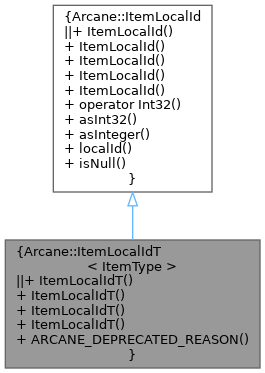 {Arcane::ItemLocalId
||+ ItemLocalId()
+ ItemLocalId()
+ ItemLocalId()
+ ItemLocalId()
+ ItemLocalId()
+ operator Int32()
+ asInt32()
+ asInteger()
+ localId()
+ isNull()
}
{Arcane::ItemLocalIdT
< ItemType >
||+ ItemLocalIdT()
+ ItemLocalIdT()
+ ItemLocalIdT()
+ ItemLocalIdT()
+ ARCANE_DEPRECATED_REASON()
}